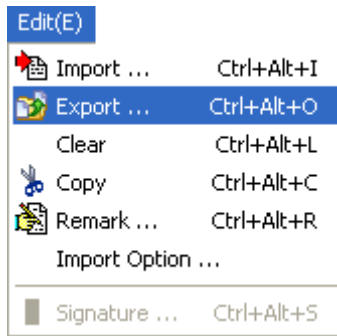 Edit(E)
Import ... Ctrl+Alt+I
Export ... Ctrl+Alt+O
Clear Ctrl+Alt+L
Copy Ctrl+Alt+C
Remark ... Ctrl+Alt+R
Import Option ...
Signature ... Ctrl+Alt+S